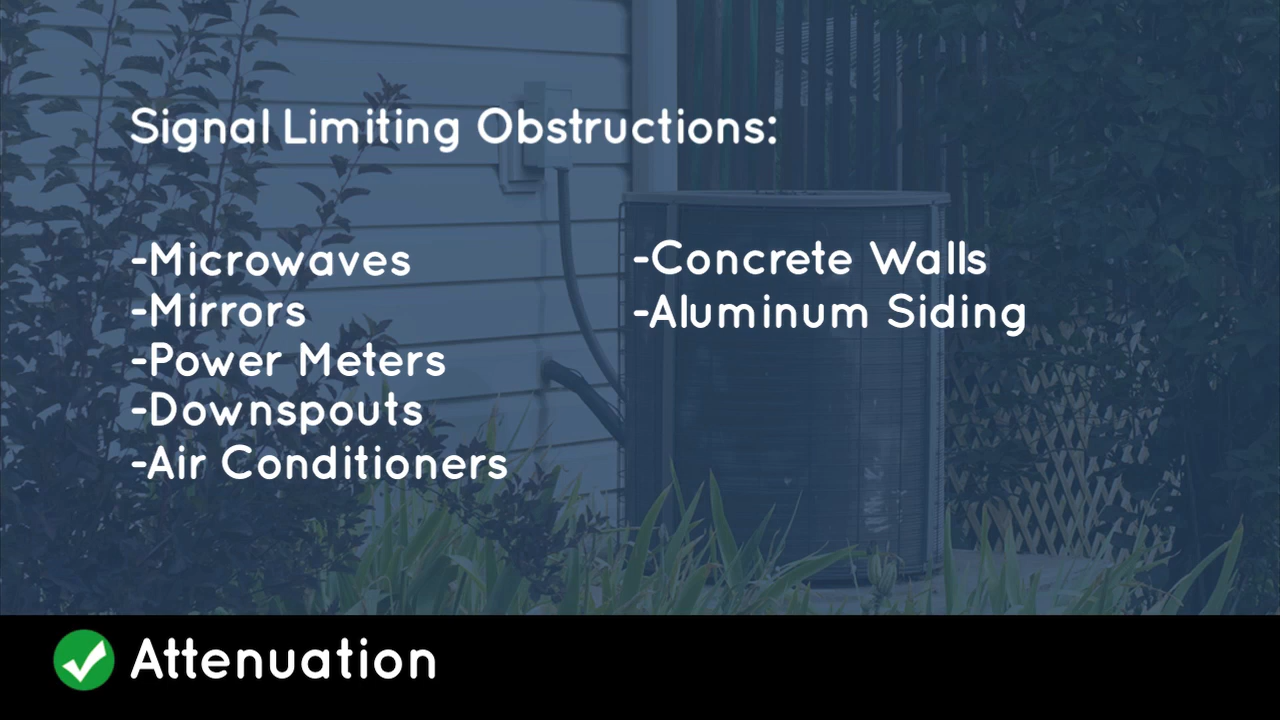 Signal Limiting Obstructions:
-Microwaves
-Mirrors
-Power Meters
-Downspouts
-Air Conditioners
-Concrete Walls
-Aluminum Siding
Attenuation